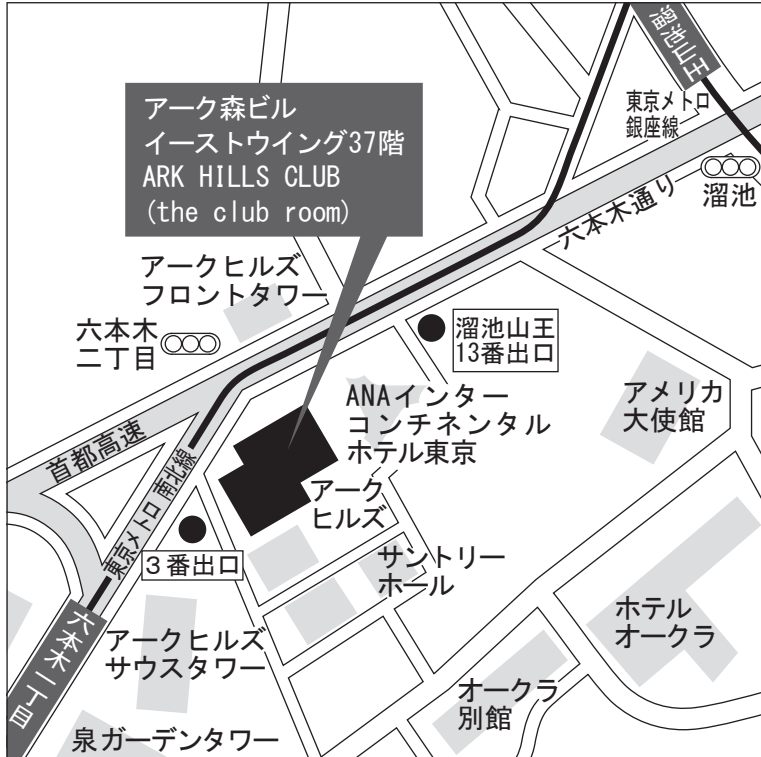 溜池山王
アーク森ビル
イーストウイング37階
ARK HILLS CLUB
(the club room)
東京メトロ
銀座線
溜池
六本木通り
アークヒルズ
フロントタワー
六本木
二丁目
溜池山王
13番出口
ANAインター
コンチネンタル
ホテル東京
アメリカ
大使館
首都高速
東京メトロ 南北線
アーク
ヒルズ
3番出口
サントリー
ホール
ホテル
オークラ
六本木一丁目
アークヒルズ
サウスタワー
オークラ
別館
泉ガーデンタワー